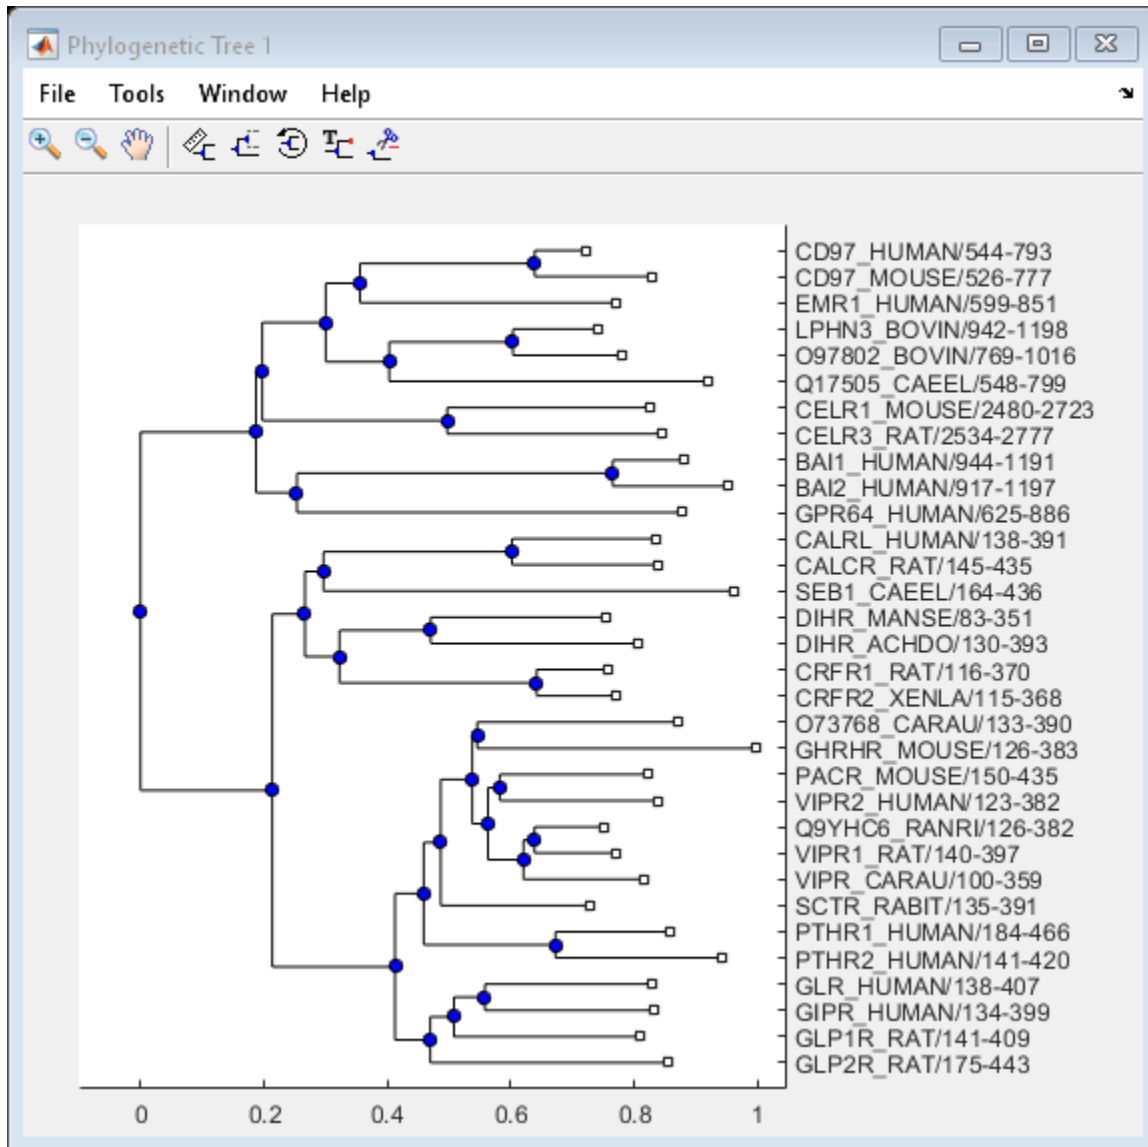 Phylogenetic Tree 1
File Tools Window Help
CD97_HUMAN/544-793
CD97_MOUSE/526-777
EMR1_HUMAN/599-851
LPHN3_BOVIN/942-1198
O97802_BOVIN/769-1016
Q17505_CAEEL/548-799
CELR1_MOUSE/2480-2723
CELR3_RAT/2534-2777
BAI1_HUMAN/944-1191
BAI2_HUMAN/917-1197
GPR64_HUMAN/625-886
CALRL_HUMAN/138-391
CALCR_RAT/145-435
SEB1_CAEEL/164-436
DIHR_MANSE/83-351
DIHR_ACHDO/130-393
CRFR1_RAT/116-370
CRFR2_XENLA/115-368
O73768_CARAU/133-390
GHRHR_MOUSE/126-383
PACR_MOUSE/150-435
VIPR2_HUMAN/123-382
Q9YHC6_RANRI/126-382
VIPR1_RAT/140-397
VIPR_CARAU/100-359
SCTR_RABIT/135-391
PTHR1_HUMAN/184-466
PTHR2_HUMAN/141-420
GLR_HUMAN/138-407
GIPR_HUMAN/134-399
GLP1R_RAT/141-409
GLP2R_RAT/175-443
0 0.2 0.4 0.6 0.8 1